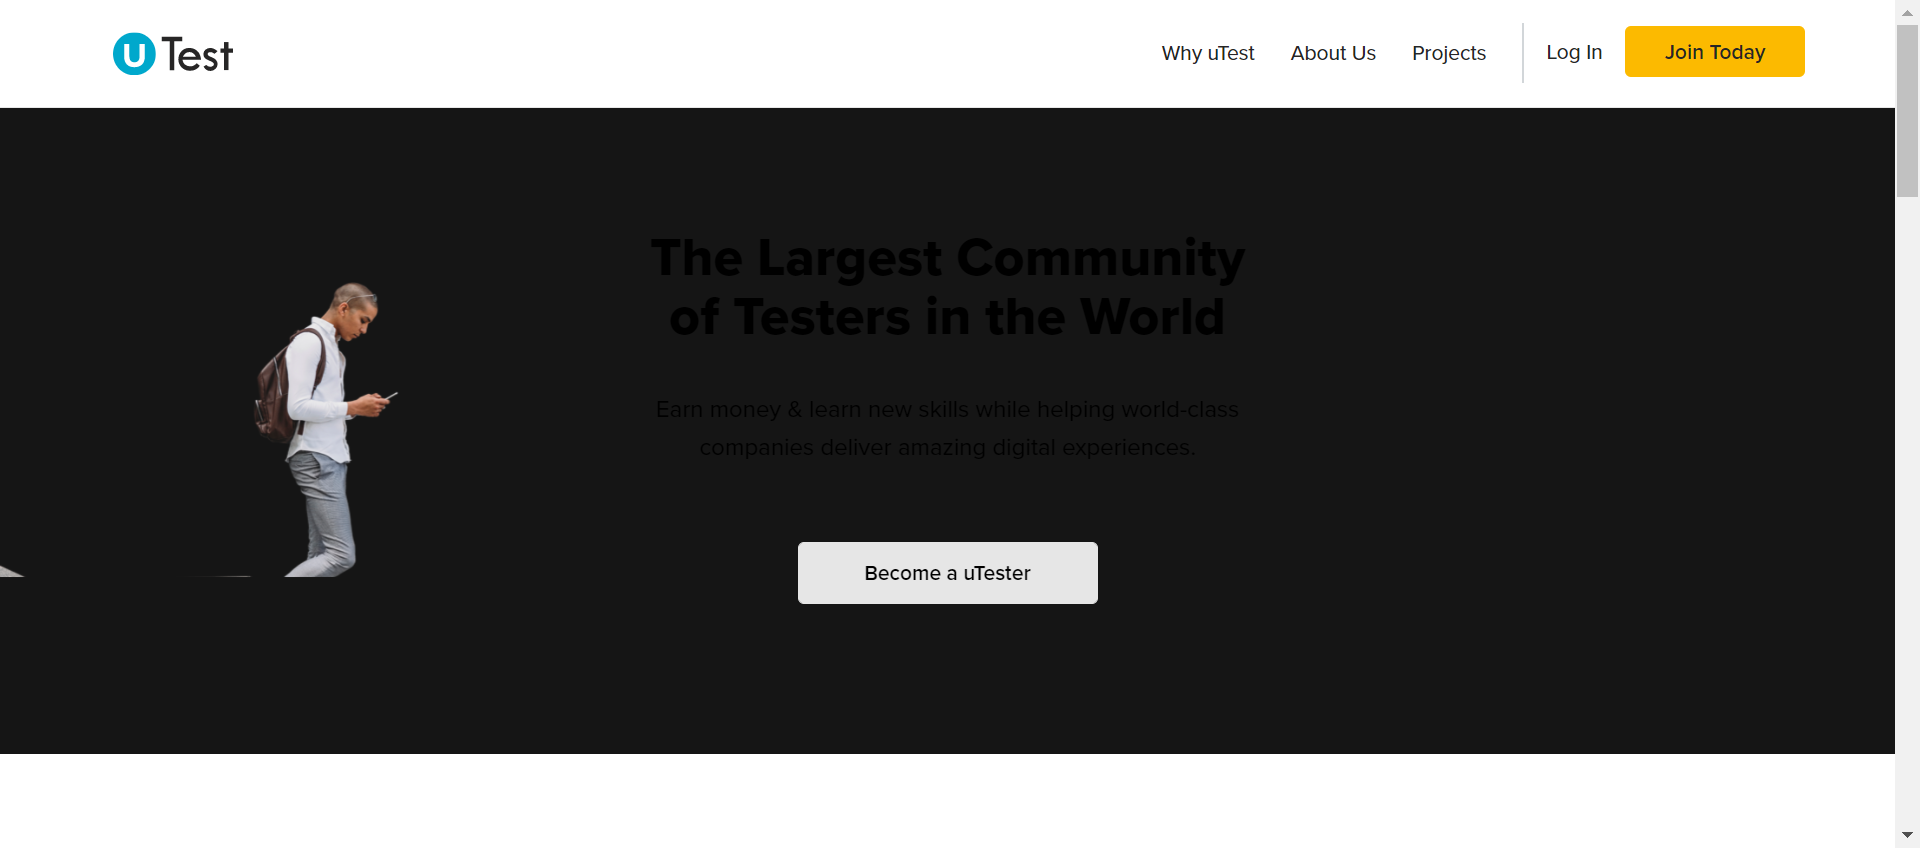 uTest
Why uTest
About Us
Projects
Log In
Join Today
The Largest Community
of Testers in the World
Earn money & learn new skills while helping world-class
companies deliver amazing digital experiences.
Become a uTester